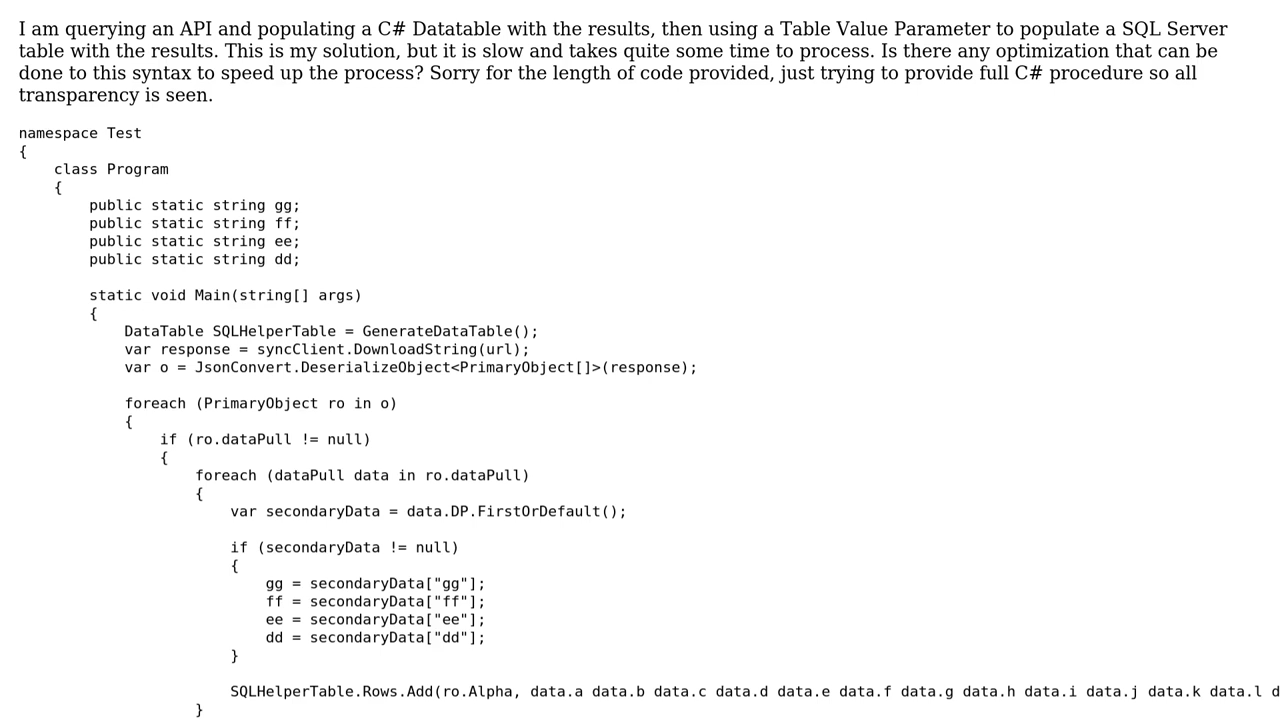 I am querying an API and populating a C# Datatable with the results, then using a Table Value Parameter to populate a SQL Server
table with the results. This is my solution, but it is slow and takes quite some time to process. Is there any optimization that can be
done to this syntax to speed up the process? Sorry for the length of code provided, just trying to provide full C# procedure so all
transparency is seen.
namespace Test
{
    class Program
    {
        public static string gg;
        public static string ff;
        public static string ee;
        public static string dd;
        static void Main(string[] args)
        {
            DataTable SQLHelperTable = GenerateDataTable();
            var response = syncClient.DownloadString(url);
            var o = JsonConvert.DeserializeObject<PrimaryObject[]>(response);
            foreach (PrimaryObject ro in o)
            {
                if (ro.dataPull != null)
                {
                    foreach (dataPull data in ro.dataPull)
                    {
                        var secondaryData = data.DP.FirstOrDefault();
                        if (secondaryData != null)
                        {
                            gg = secondaryData["gg"];
                            ff = secondaryData["ff"];
                            ee = secondaryData["ee"];
                            dd = secondaryData["dd"];
                        }
                        SQLHelperTable.Rows.Add(ro.Alpha, data.a data.b data.c data.d data.e data.f data.g data.h data.i data.j data.k data.l d
                    }